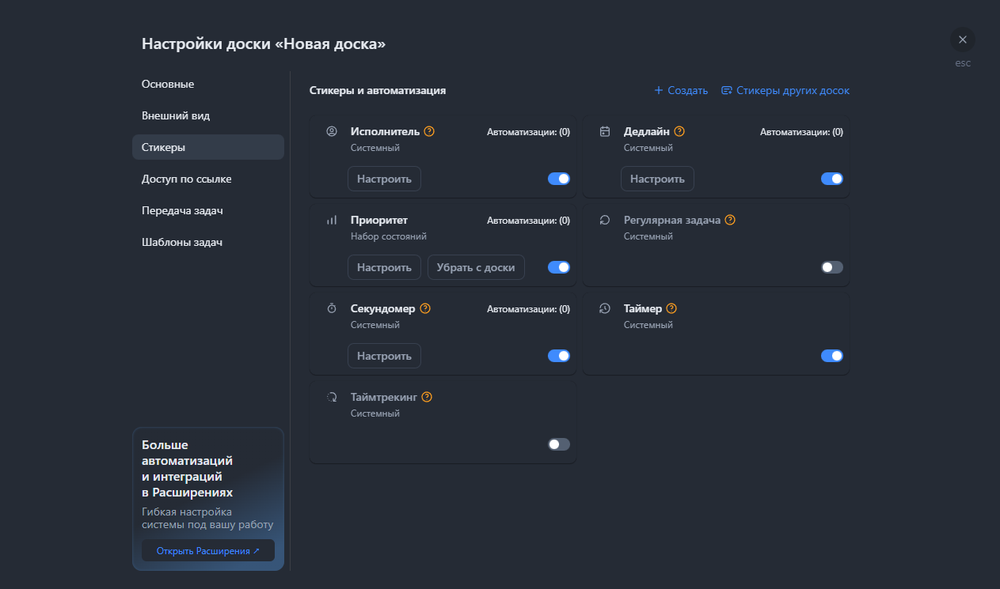 Настройки доски «Новая доска»
esc
Основные
Внешний вид
Стикеры
Доступ по ссылке
Передача задач
Шаблоны задач
Больше
автоматизаций
и интеграций
в Расширениях
Гибкая настройка
системы под вашу работу
Открыть Расширения ↗
Стикеры и автоматизация
+ Создать
Стикеры других досок
Исполнитель ?
Автоматизации: (0)
Системный
Настроить
Дедлайн ?
Автоматизации: (0)
Системный
Настроить
Приоритет
Автоматизации: (0)
Набор состояний
Настроить
Убрать с доски
Регулярная задача ?
Системный
Секундомер ?
Автоматизации: (0)
Системный
Настроить
Таймер ?
Системный
Таймтрекинг ?
Системный